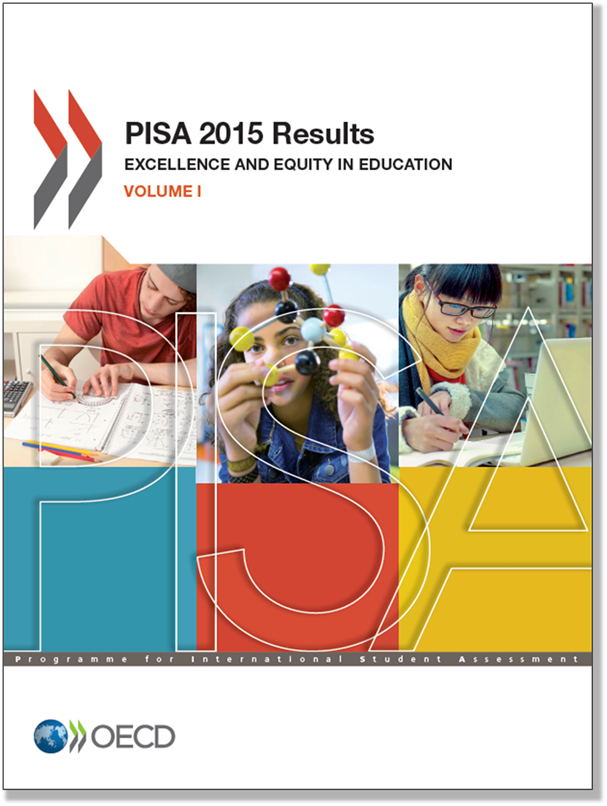 PISA 2015 Results
EXCELLENCE AND EQUITY IN EDUCATION
VOLUME I
PISA
Programme for International Student Assessment
OECD